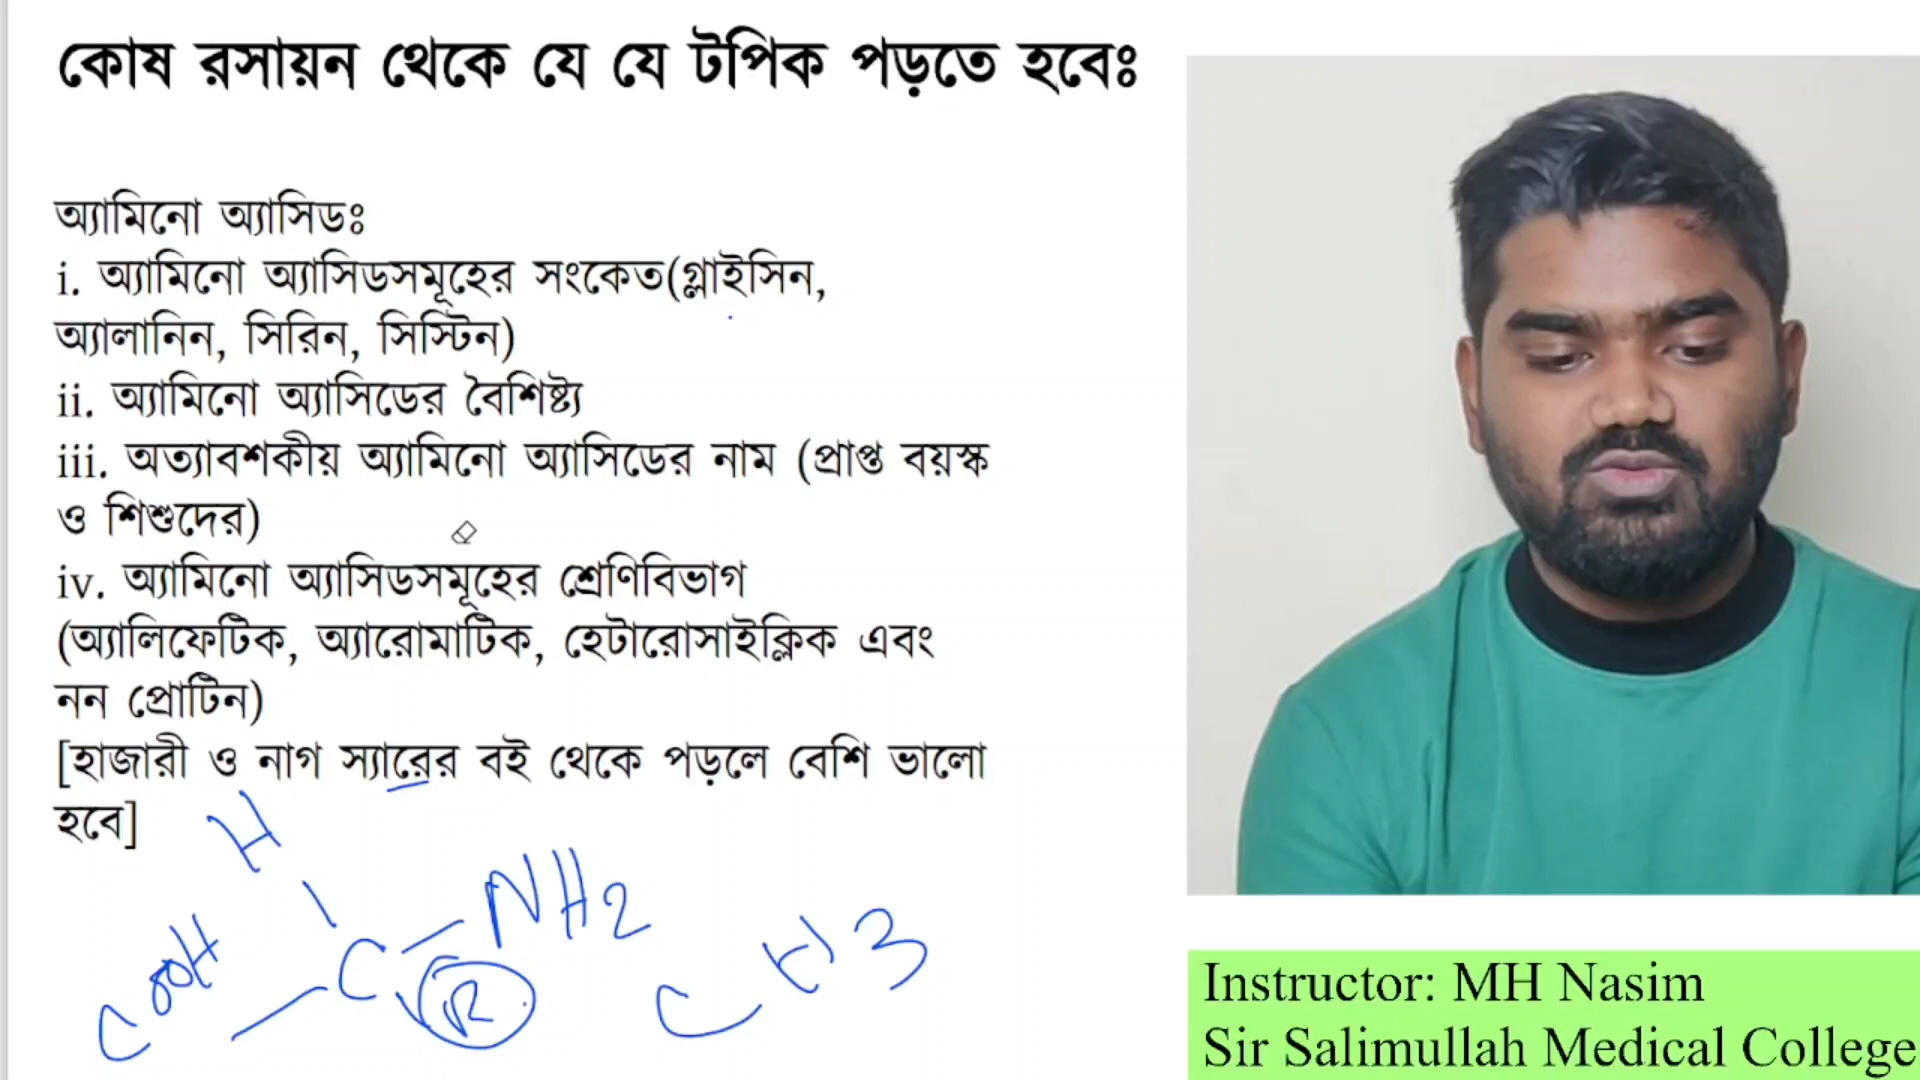 কোষ রসায়ন থেকে যে যে টপিক পড়তে হবেঃ
অ্যামিনো অ্যাসিডঃ
i. অ্যামিনো অ্যাসিডসমূহের সংকেত(গ্লাইসিন,
অ্যালানিন, সিরিন, সিস্টিন)
ii. অ্যামিনো অ্যাসিডের বৈশিষ্ট্য
iii. অত্যাবশকীয় অ্যামিনো অ্যাসিডের নাম (প্রাপ্ত বয়স্ক
ও শিশুদের)
iv. অ্যামিনো অ্যাসিডসমূহের শ্রেণিবিভাগ
(অ্যালিফেটিক, অ্যারোমাটিক, হেটারোসাইক্লিক এবং
নন প্রোটিন)
[হাজারী ও নাগ স্যারের বই থেকে পড়লে বেশি ভালো
হবে]
H
COOH C NH2
R
CH3
Instructor: MH Nasim
Sir Salimullah Medical College